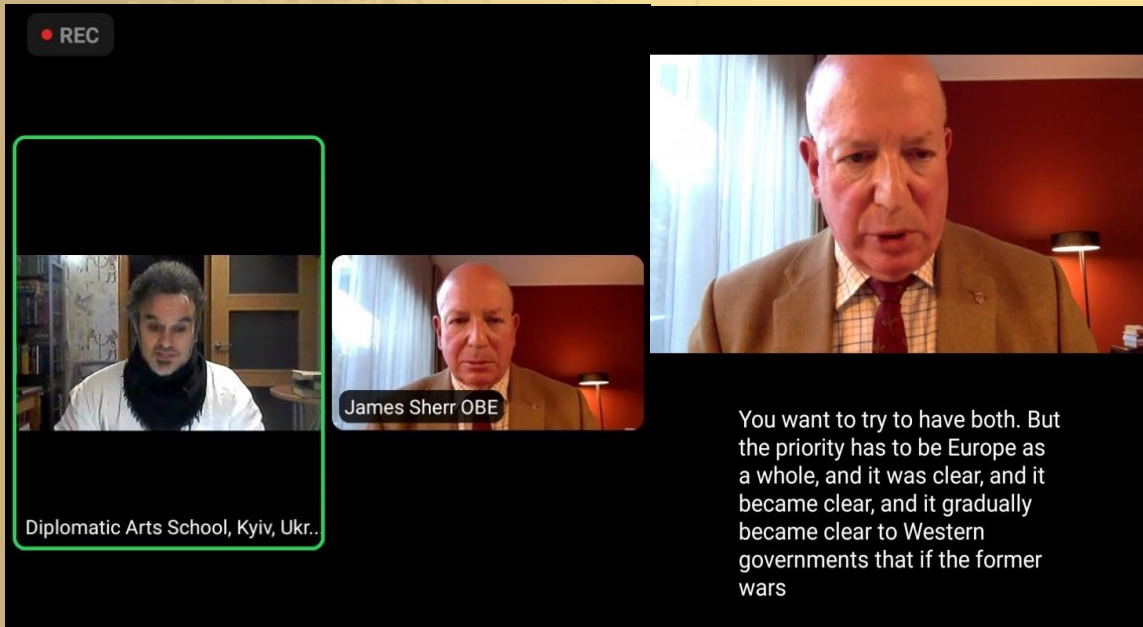 REC
James Sherr OBE
Diplomatic Arts School, Kyiv, Ukr..
You want to try to have both. But
the priority has to be Europe as
a whole, and it was clear, and it
became clear, and it gradually
became clear to Western
governments that if the former
wars